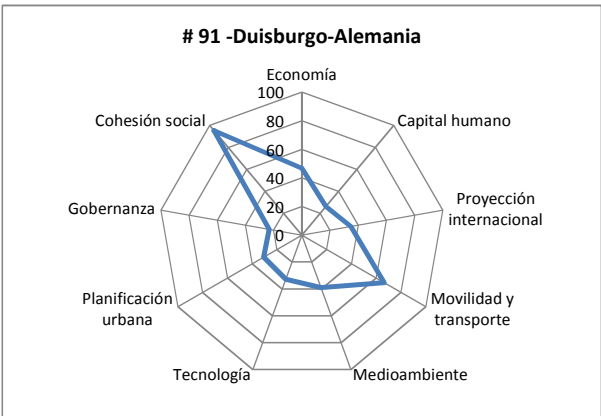 # 91 -Duisburgo-Alemania
Economía
100
80
60
40
20
0
Capital humano
Proyección
internacional
Movilidad y
transporte
Medioambiente
Tecnología
Planificación
urbana
Gobernanza
Cohesión social